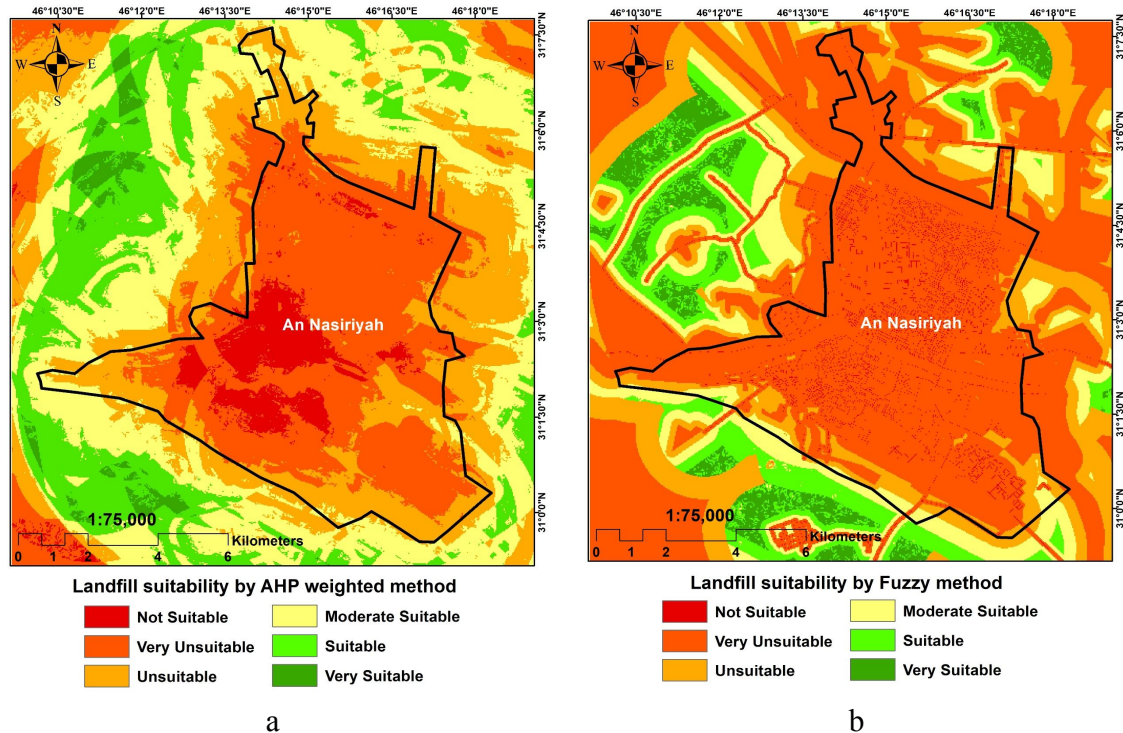 46°10'30"E 46°12'0"E 46°13'30"E 46°15'0"E 46°16'30"E 46°18'0"E
31°7'30"N
31°6'0"N
31°4'30"N
31°3'0"N
31°1'30"N
31°0'0"N
N
W E
S
An Nasiriyah
1:75,000
Kilometers
0 1 2 4 6
Landfill suitability by AHP weighted method
Not Suitable
Very Unsuitable
Unsuitable
Moderate Suitable
Suitable
Very Suitable
a
46°10'30"E 46°12'0"E 46°13'30"E 46°15'0"E 46°16'30"E 46°18'0"E
31°7'30"N
31°6'0"N
31°4'30"N
31°3'0"N
31°1'30"N
31°0'0"N
N
W E
S
An Nasiriyah
1:75,000
Kilometers
0 1 2 4 6
Landfill suitability by Fuzzy method
Not Suitable
Very Unsuitable
Unsuitable
Moderate Suitable
Suitable
Very Suitable
b